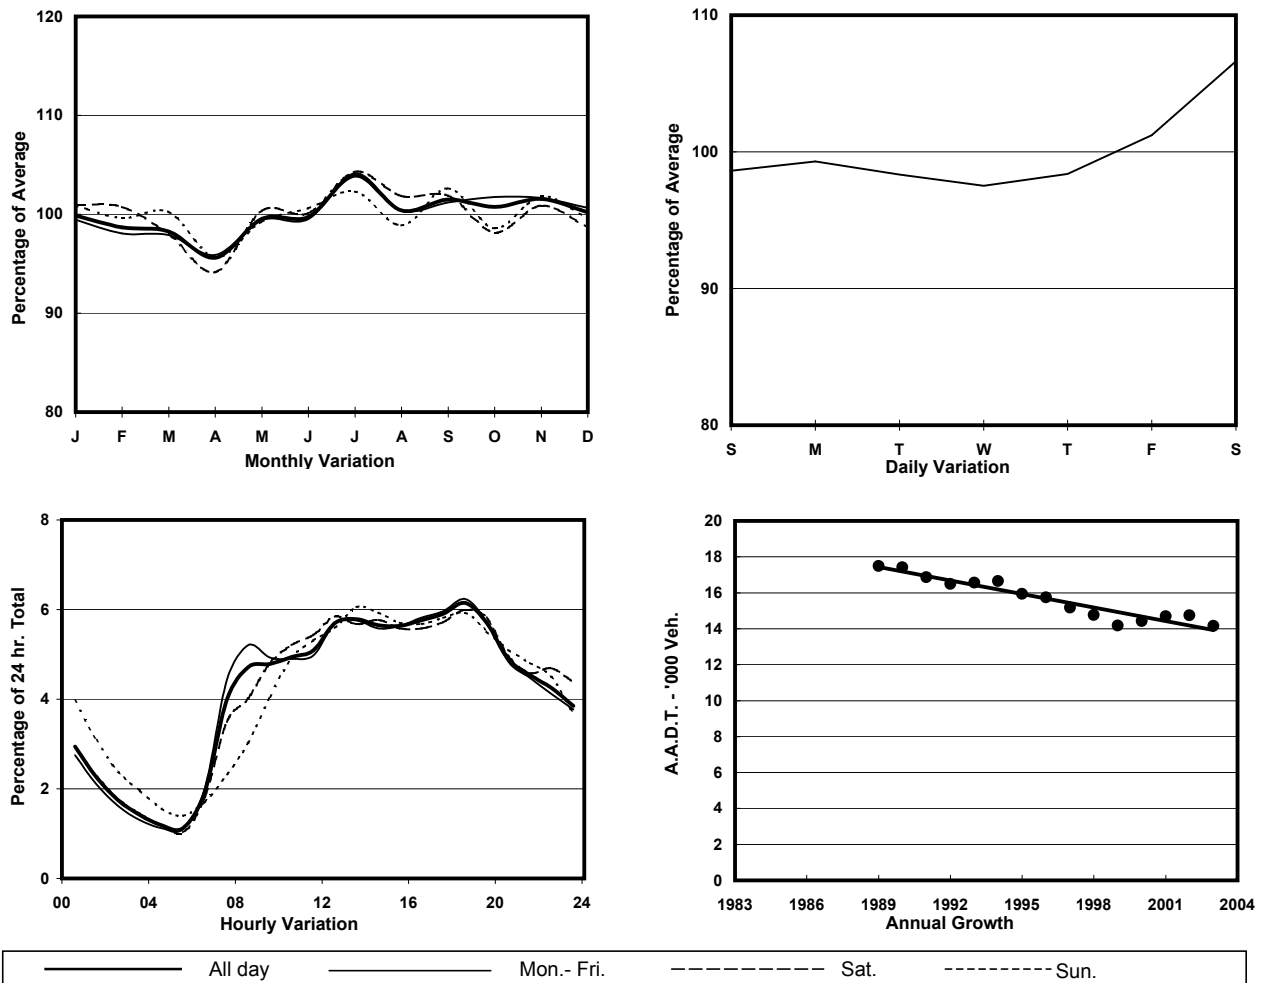 120
110
100
90
80
Percentage of Average
J F M A M J J A S O N D
Monthly Variation
110
100
90
80
Percentage of Average
S M T W T F S
Daily Variation
8
6
4
2
0
Percentage of 24 hr. Total
00 04 08 12 16 20 24
Hourly Variation
20
18
16
14
12
10
8
6
4
2
0
A.A.D.T. - '000 Veh.
1983 1986 1989 1992 1995 1998 2001 2004
Annual Growth
All day Mon.- Fri. Sat. Sun.